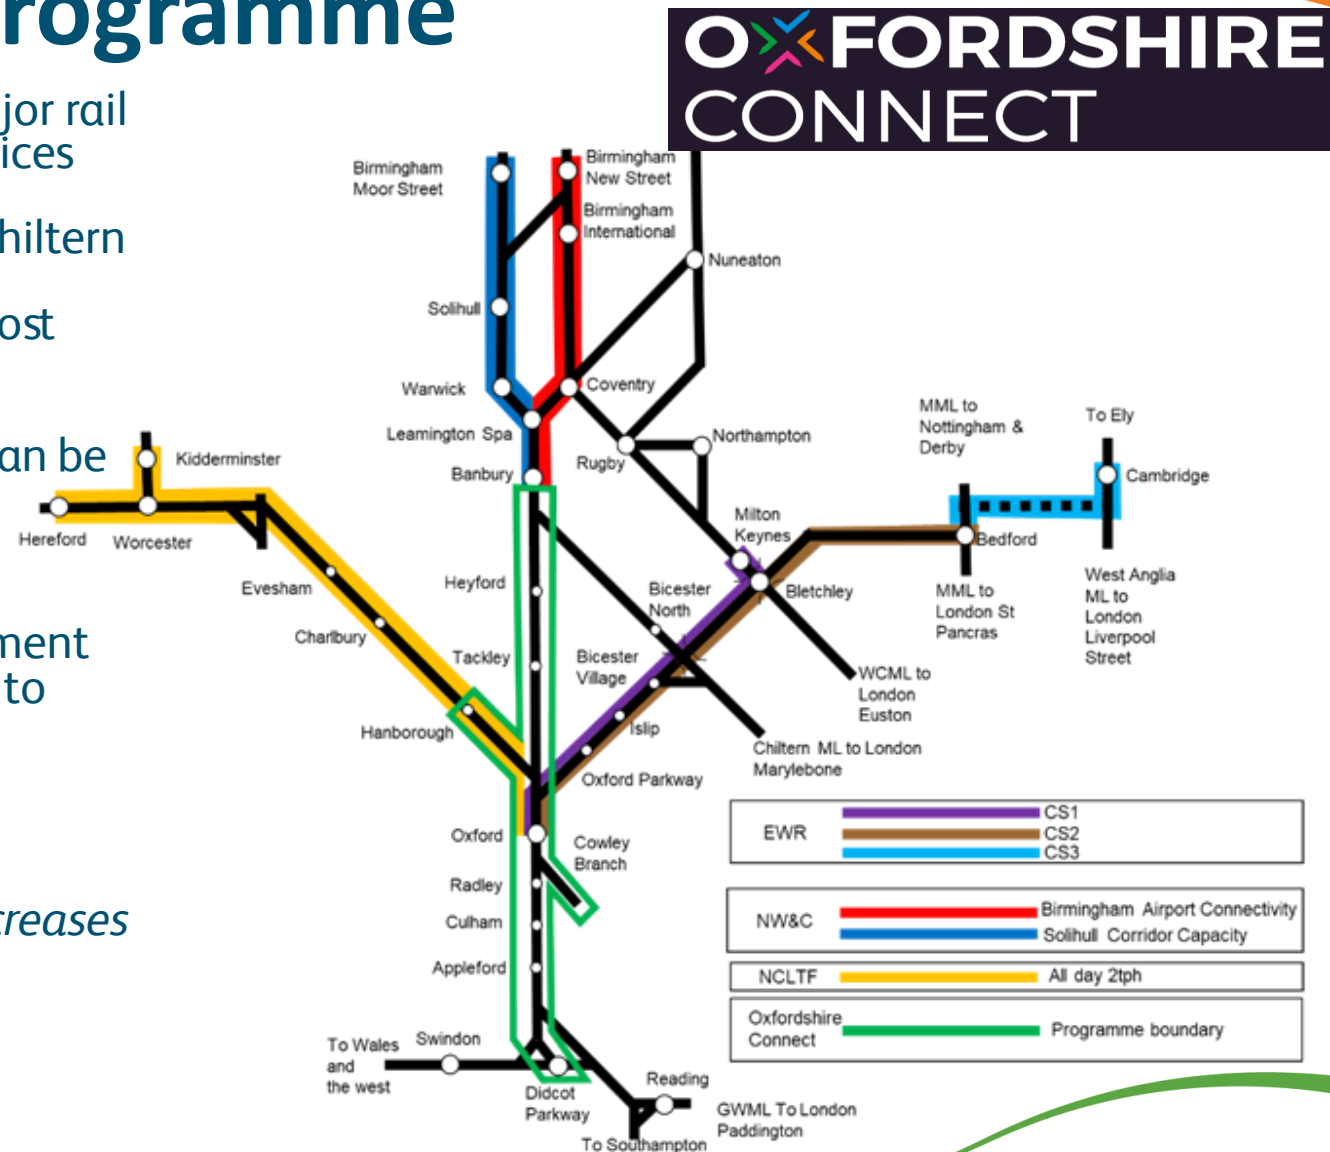 rogramme
OXFORDSHIRE
CONNECT
jor rail
ices
hiltern
ost
an be
ment
to
creases
Birmingham
Moor Street
Birmingham
New Street
Birmingham
International
Nuneaton
Solihull
Warwick
Coventry
Leamington Spa
Northampton
Rugby
MML to
Nottingham &
Derby
To Ely
Kidderminster
Banbury
Cambridge
Hereford
Worcester
Milton
Keynes
Bedford
Evesham
Heyford
Bicester
North
Bletchley
MML to
London St
Pancras
West Anglia
ML to
London
Liverpool
Street
Charlbury
Tackley
Bicester
Village
WCML to
London
Euston
Hanborough
Islip
Chiltern ML to London
Marylebone
Oxford Parkway
Oxford
Cowley
Branch
Radley
Culham
Appleford
To Wales
and
the west
Swindon
Didcot
Parkway
Reading
GWML To London
Paddington
To Southampton
EWR
CS1
CS2
CS3
NW&C
Birmingham Airport Connectivity
Solihull Corridor Capacity
NCLTF
All day 2tph
Oxfordshire
Connect
Programme boundary